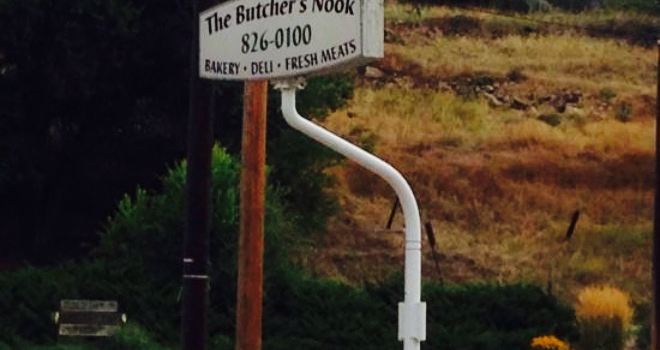 The Butcher's Nook
826-0100
BAKERY • DELI • FRESH MEATS